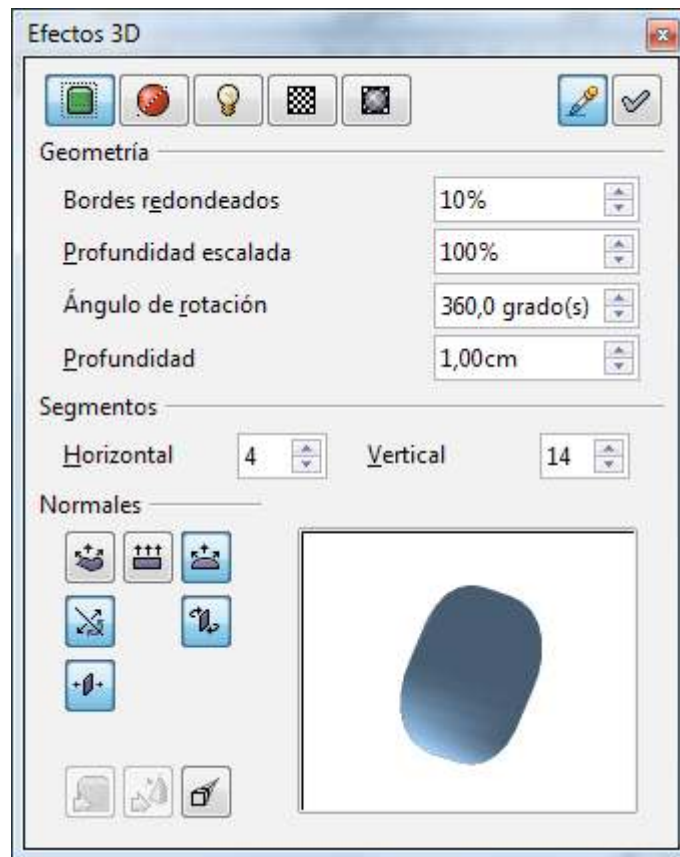 Efectos 3D
Geometría
Bordes redondeados 10%
Profundidad escalada 100%
Ángulo de rotación 360,0 grado(s)
Profundidad 1,00cm
Segmentos
Horizontal 4 Vertical 14
Normales